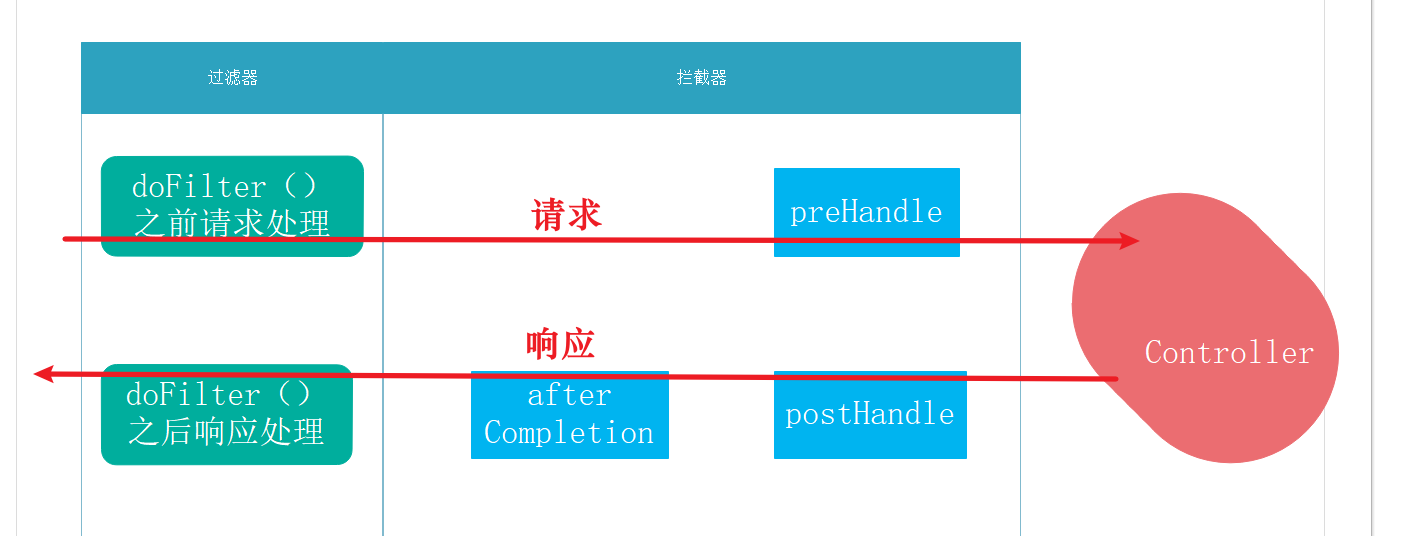 过滤器
拦截器
doFilter（）
之前请求处理
请求
preHandle
Controller
响应
doFilter（）
之后响应处理
after
Completion
postHandle